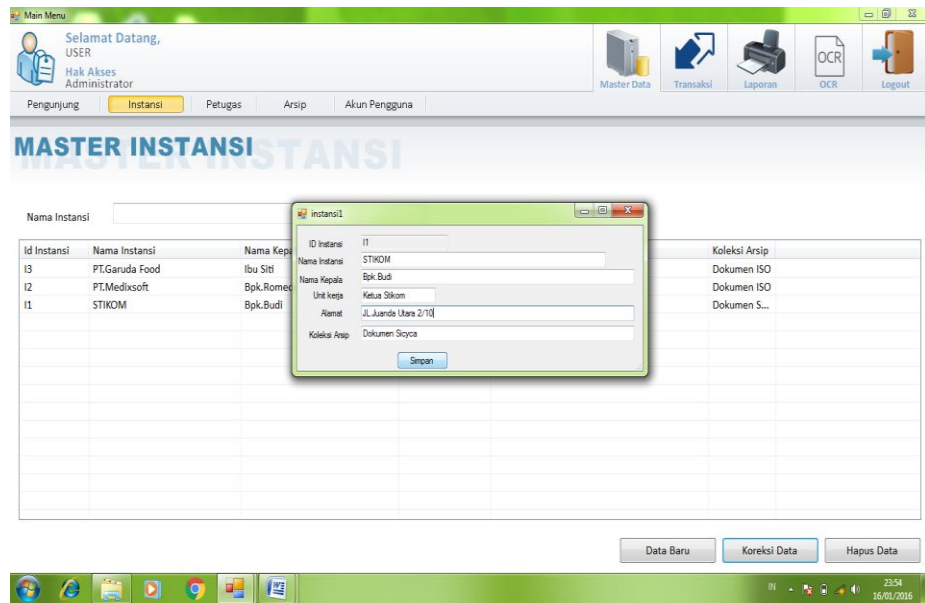 Main Menu
Selamat Datang,
USER
Hak Akses
Administrator
Master Data
Transaksi
Laporan
OCR
OCR
Logout
Pengunjung
Instansi
Petugas
Arsip
Akun Pengguna
MASTER INSTANSI
Nama Instansi
Id Instansi Nama Instansi Nama Kepa Koleksi Arsip
I3 PT.Garuda Food Ibu Siti Dokumen ISO
I2 PT.Medixsoft Bpk.Romeo Dokumen ISO
I1 STIKOM Bpk.Budi Dokumen S...
instansi1
ID Instansi I1
Nama Instansi STIKOM
Nama Kepala Bpk.Budi
Unit kerja Ketua Stikom
Alamat JL.Juanda Utara 2/10
Koleksi Arsip Dokumen Sicyca
Simpan
Data Baru
Koreksi Data
Hapus Data
IN
23:54
16/01/2016